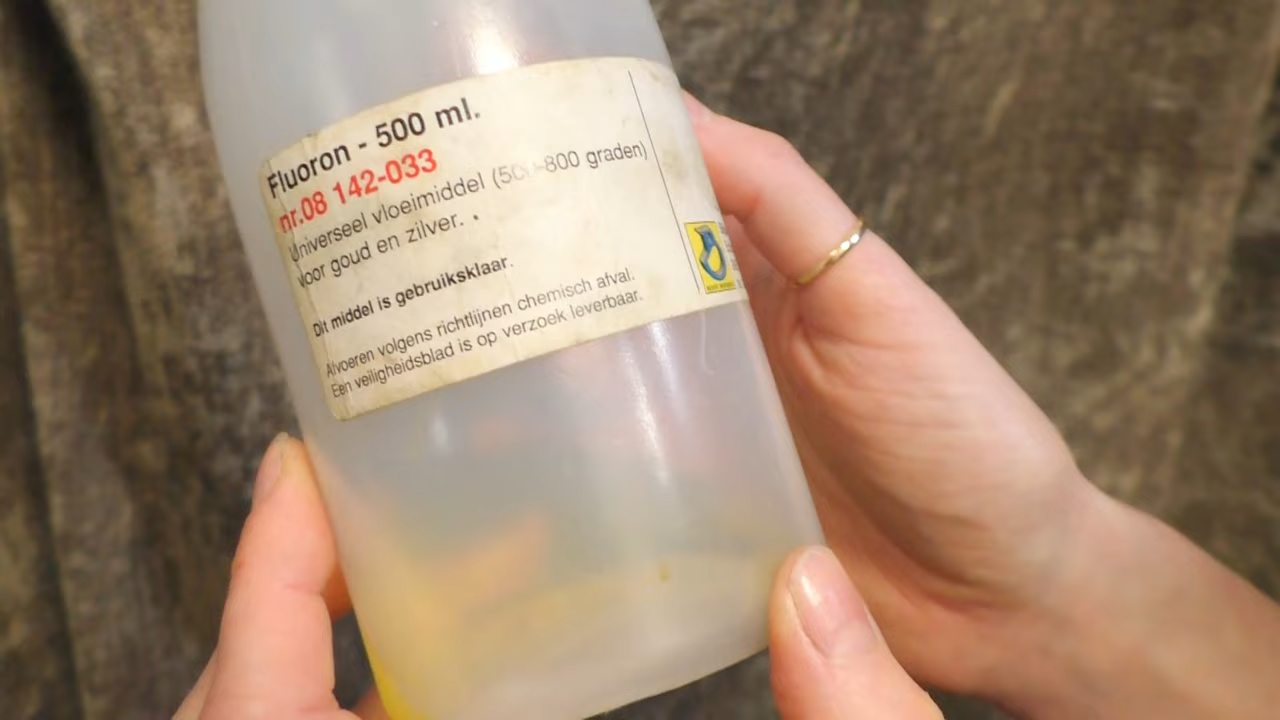 Fluoron - 500 ml.
nr.08 142-033
Universeel vloeimiddel (500-800 graden)
voor goud en zilver.
Dit middel is gebruiksklaar.
Afvoeren volgens richtlijnen chemisch afval.
Een veiligheidsblad is op verzoek leverbaar.